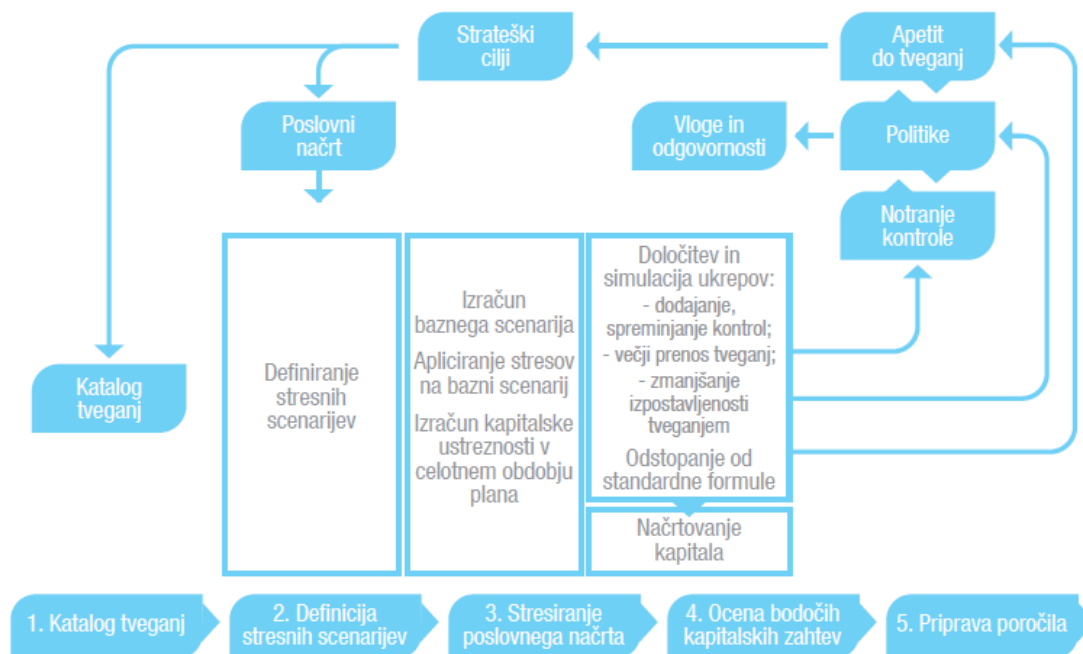 Strateški
cilji
Apetit
do tveganj
Poslovni
načrt
Vloge in
odgovornosti
Politike
Notranje
kontrole
Katalog
tveganj
Definiranje
stresnih
scenarijev
Izračun
baznega scenarija
Apliciranje stresov
na bazni scenarij
Izračun kapitalske
ustreznosti v
celotnem obdobju
plana
Določitev in
simulacija ukrepov:
- dodajanje,
spreminjanje kontrol;
- večji prenos tveganj;
- zmanjšanje
izpostavljenosti
tveganjem
Odstopanje od
standardne formule
Načrtovanje
kapitala
1. Katalog tveganj
2. Definicija
stresnih scenarijev
3. Stresiranje
poslovnega načrta
4. Ocena bodočih
kapitalskih zahtev
5. Priprava poročila